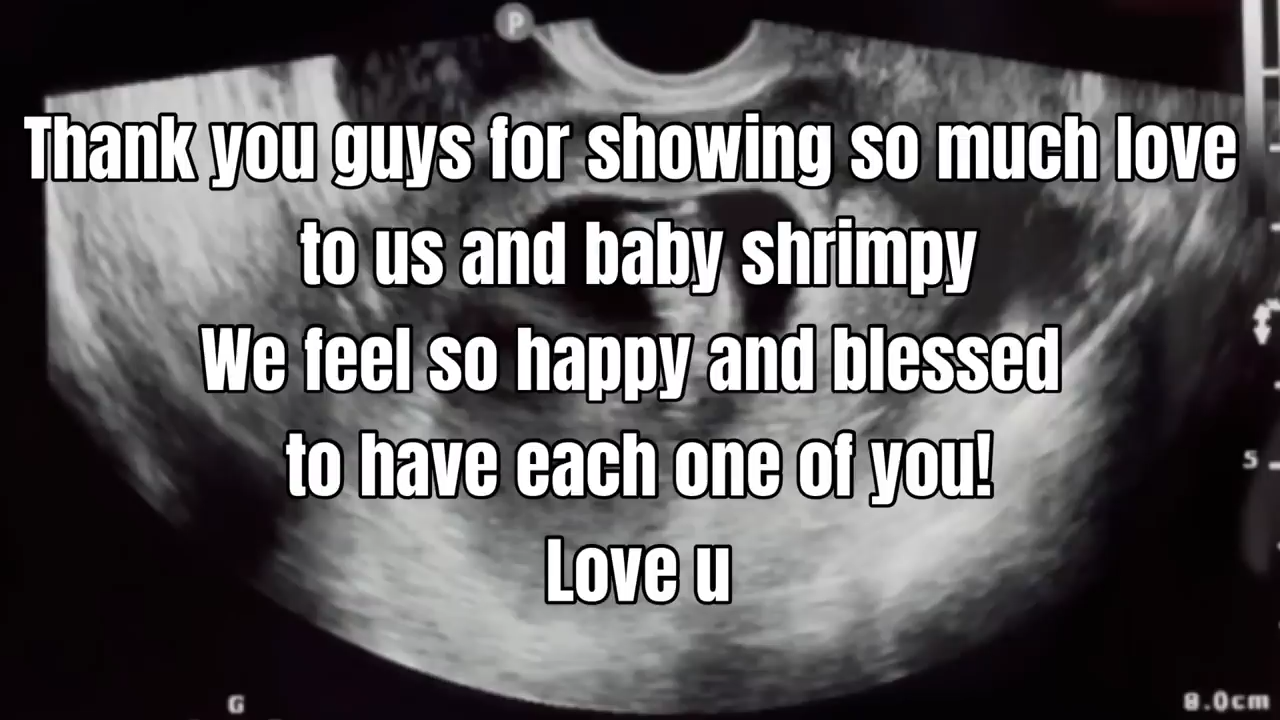 P
Thank you guys for showing so much love
to us and baby shrimpy
We feel so happy and blessed
to have each one of you!
5
Love u
G
8.0cm